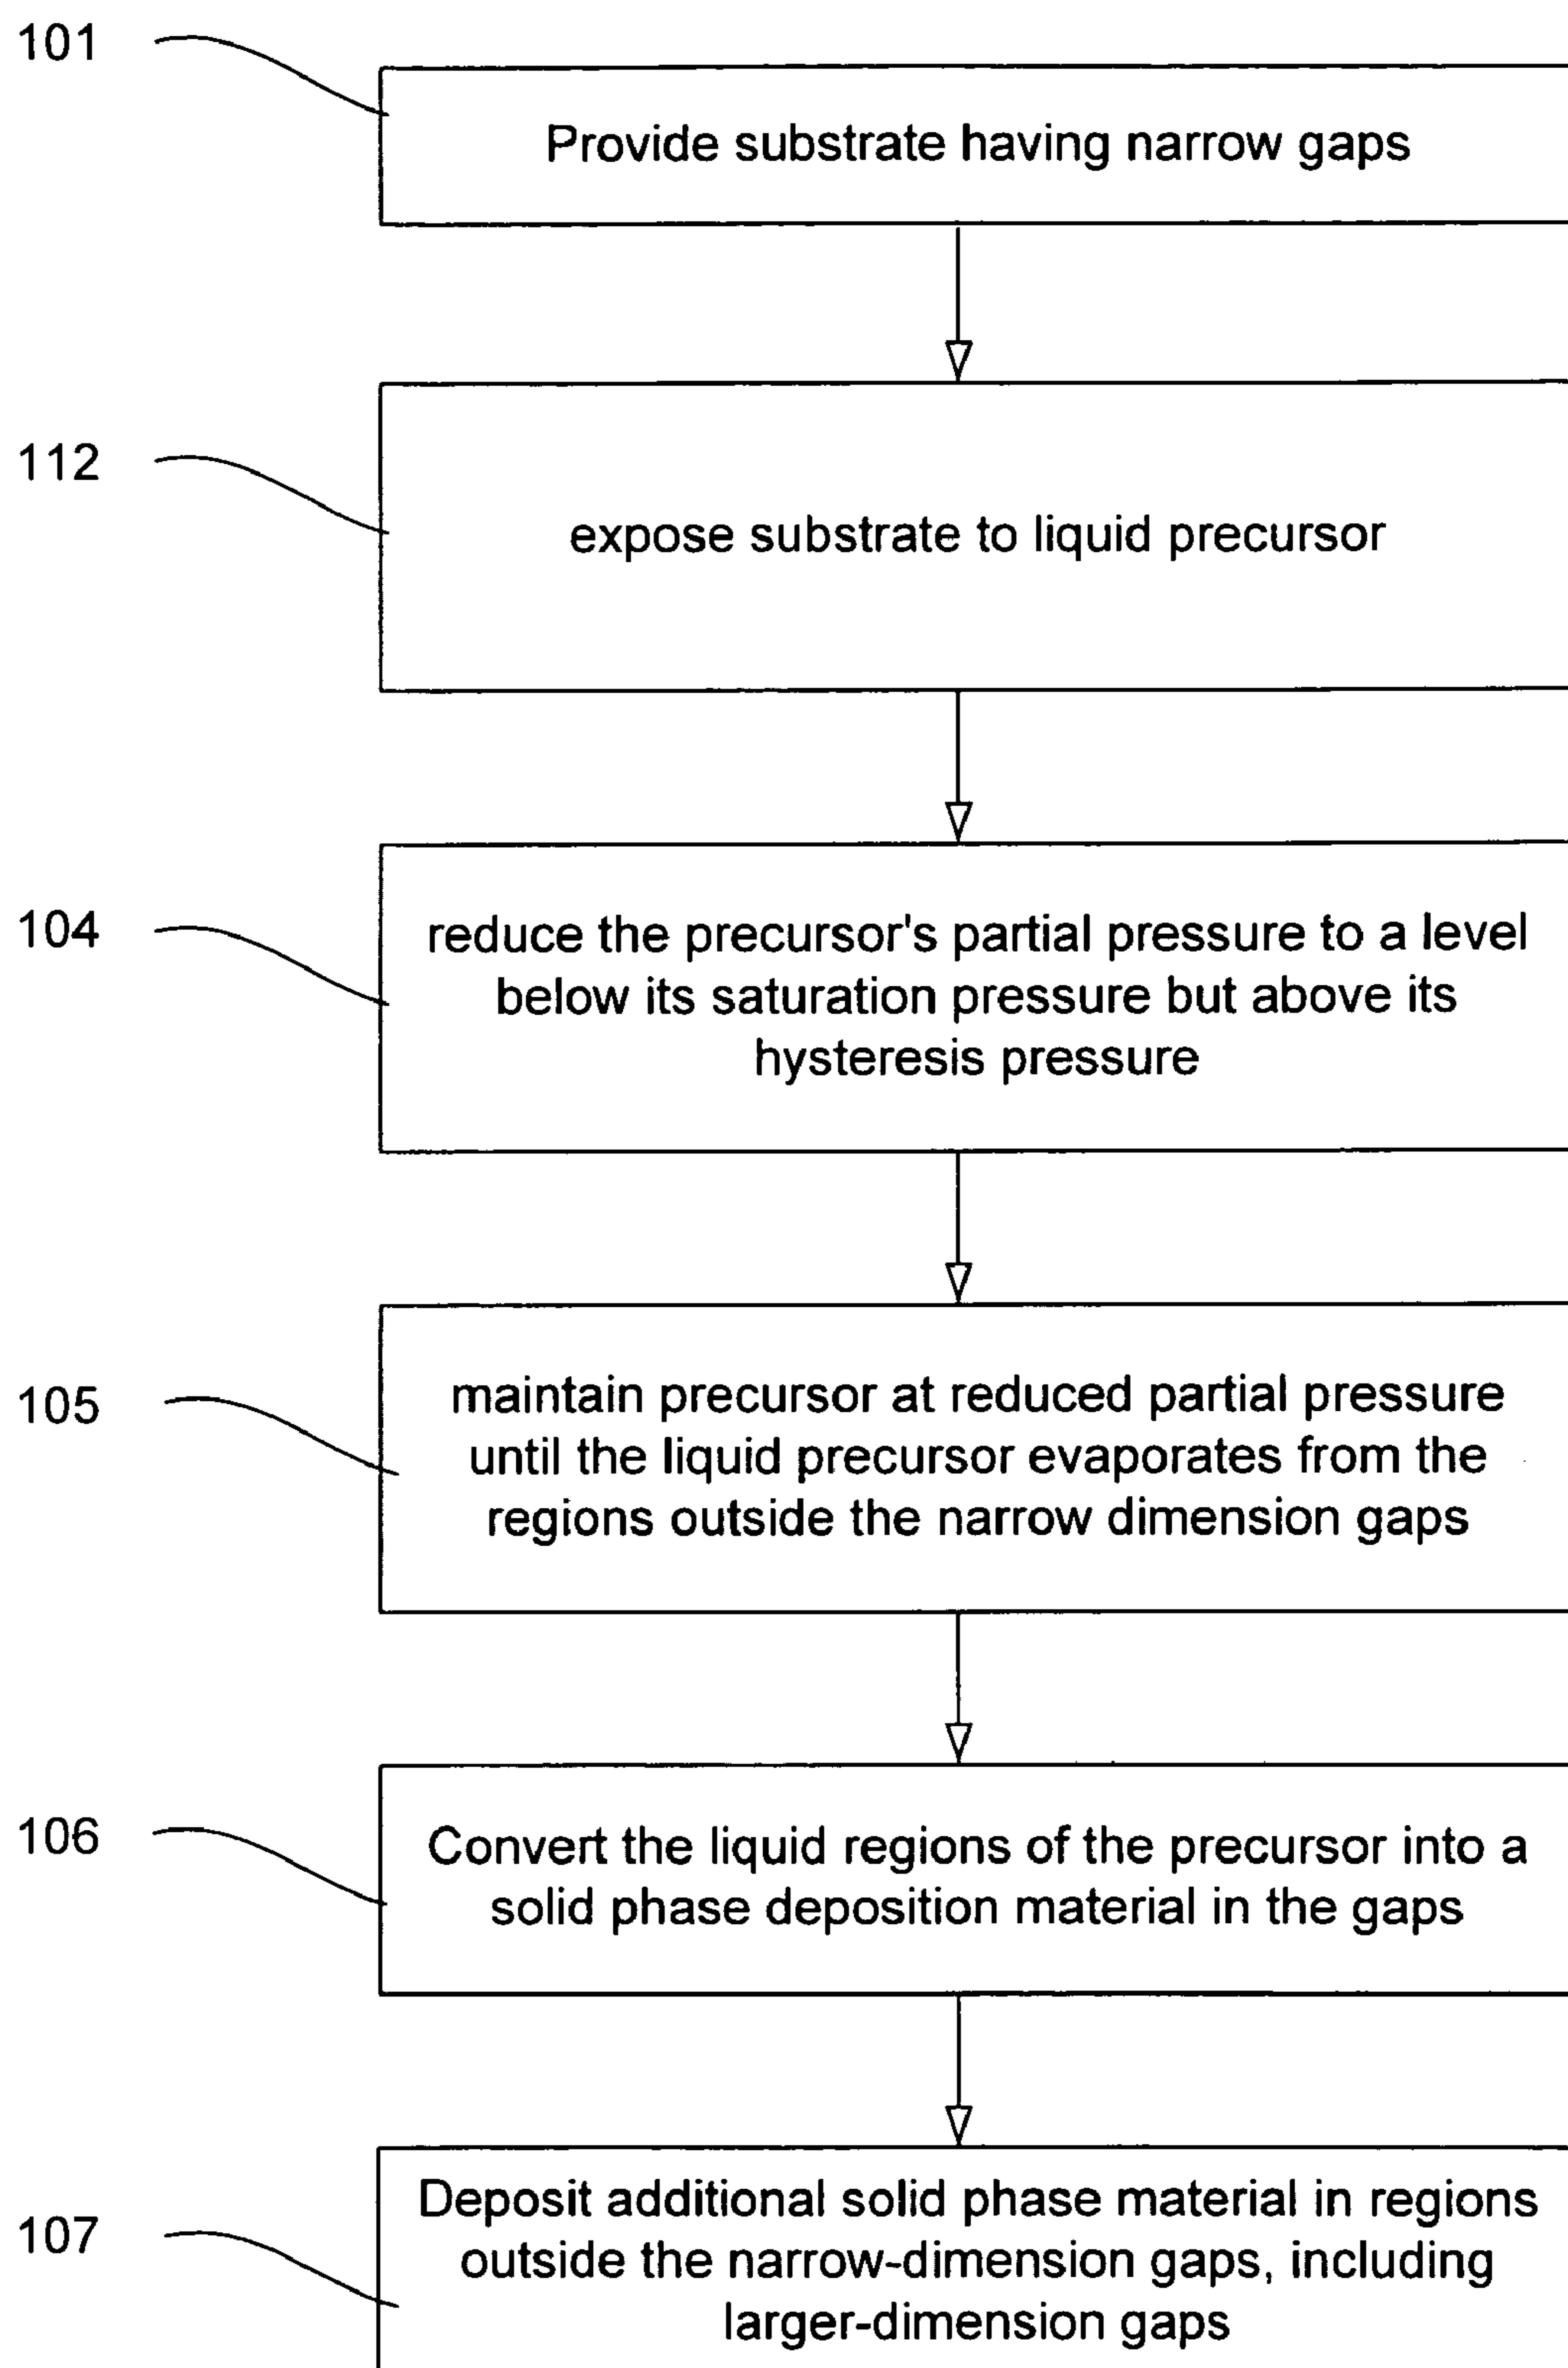 101
Provide substrate having narrow gaps
112
expose substrate to liquid precursor
104
reduce the precursor's partial pressure to a level
below its saturation pressure but above its
hysteresis pressure
105
maintain precursor at reduced partial pressure
until the liquid precursor evaporates from the
regions outside the narrow dimension gaps
106
Convert the liquid regions of the precursor into a
solid phase deposition material in the gaps
107
Deposit additional solid phase material in regions
outside the narrow-dimension gaps, including
larger-dimension gaps